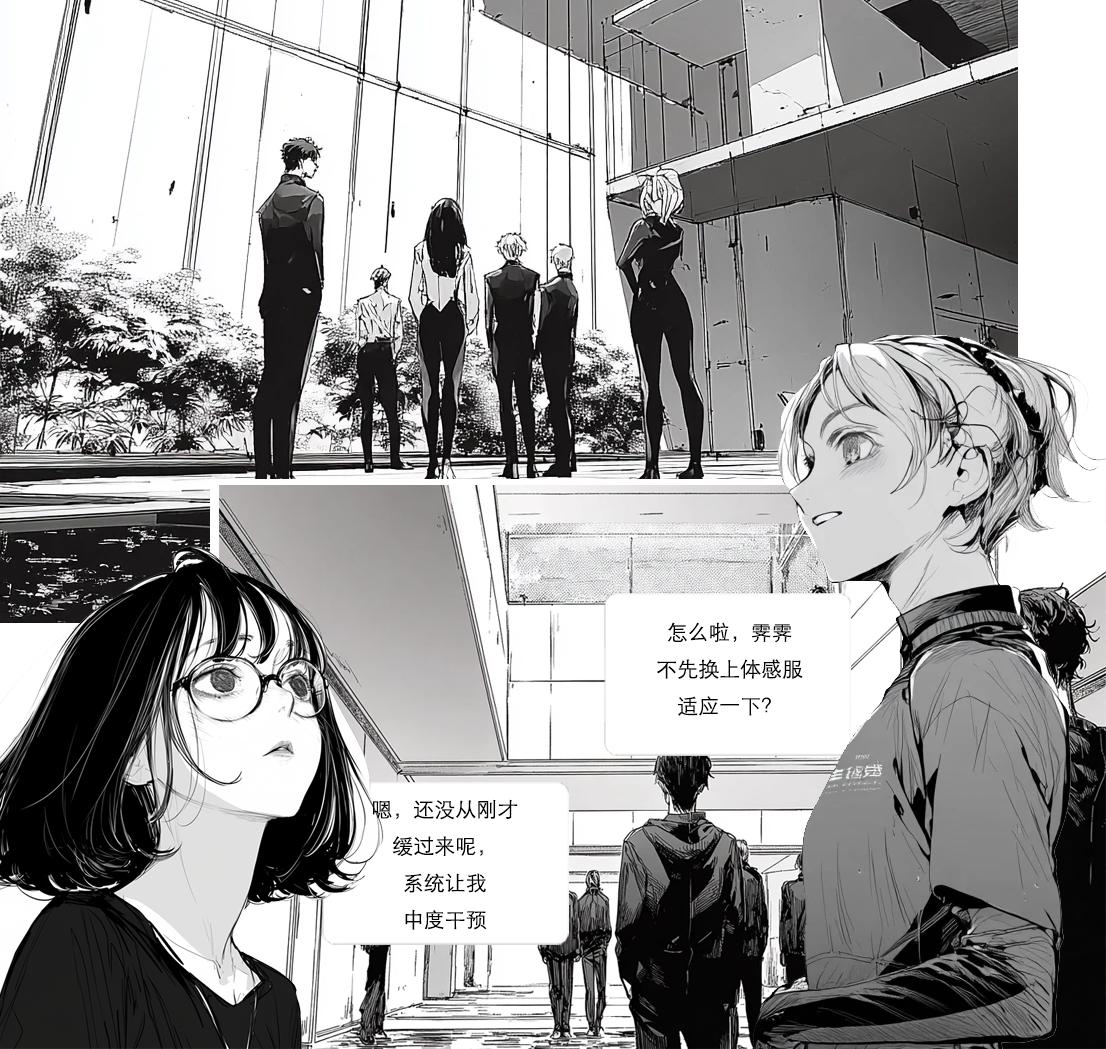 怎么啦，霁霁
不先换上体感服
适应一下？
嗯，还没从刚才
缓过来呢，
系统让我
中度干预